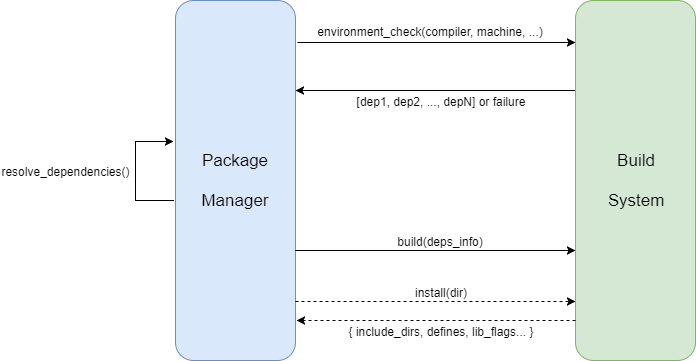 environment_check(compiler, machine, ...)
[dep1, dep2, ..., depN] or failure
resolve_dependencies()
Package
Manager
Build
System
build(deps_info)
install(dir)
{ include_dirs, defines, lib_flags... }